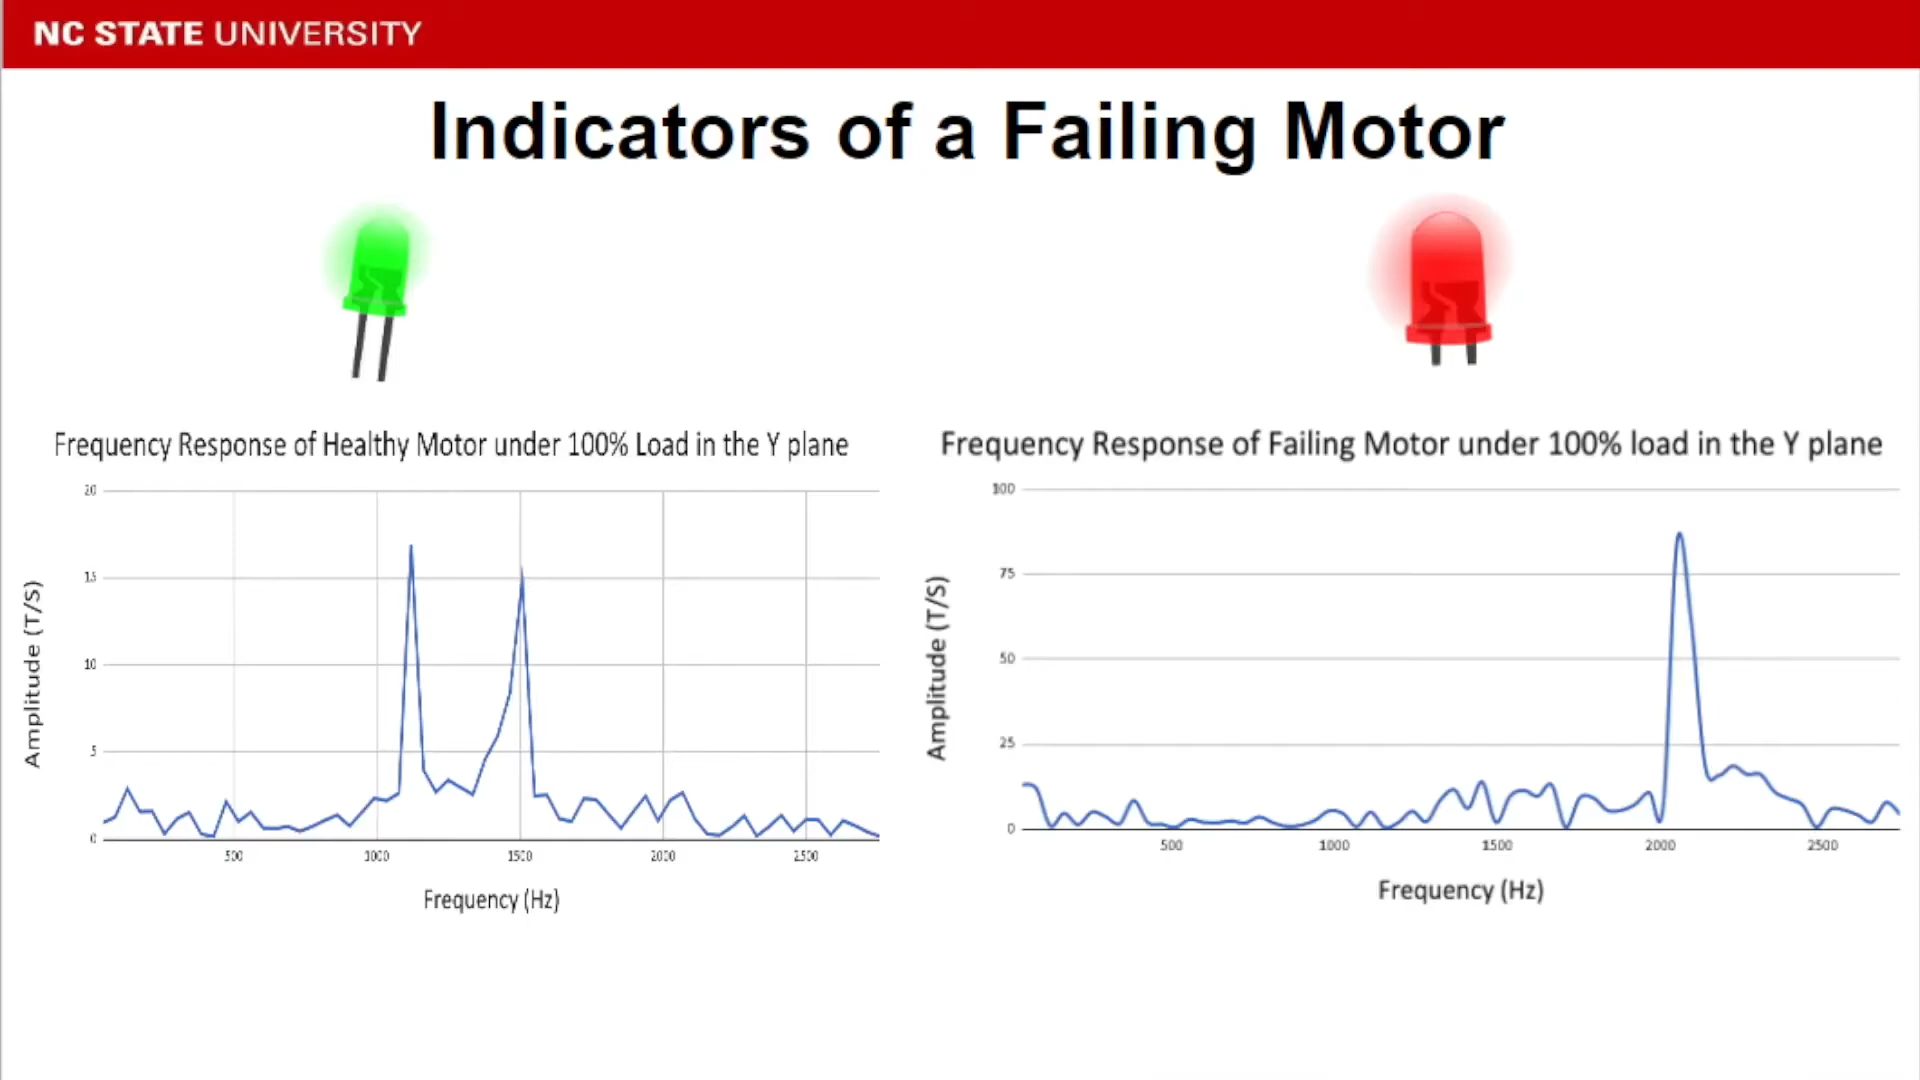 NC STATE UNIVERSITY
Indicators of a Failing Motor
Frequency Response of Healthy Motor under 100% Load in the Y plane
20
15
10
5
0
Amplitude (T/S)
500 1000 1500 2000 2500
Frequency (Hz)
Frequency Response of Failing Motor under 100% load in the Y plane
100
75
50
25
0
Amplitude (T/S)
500 1000 1500 2000 2500
Frequency (Hz)